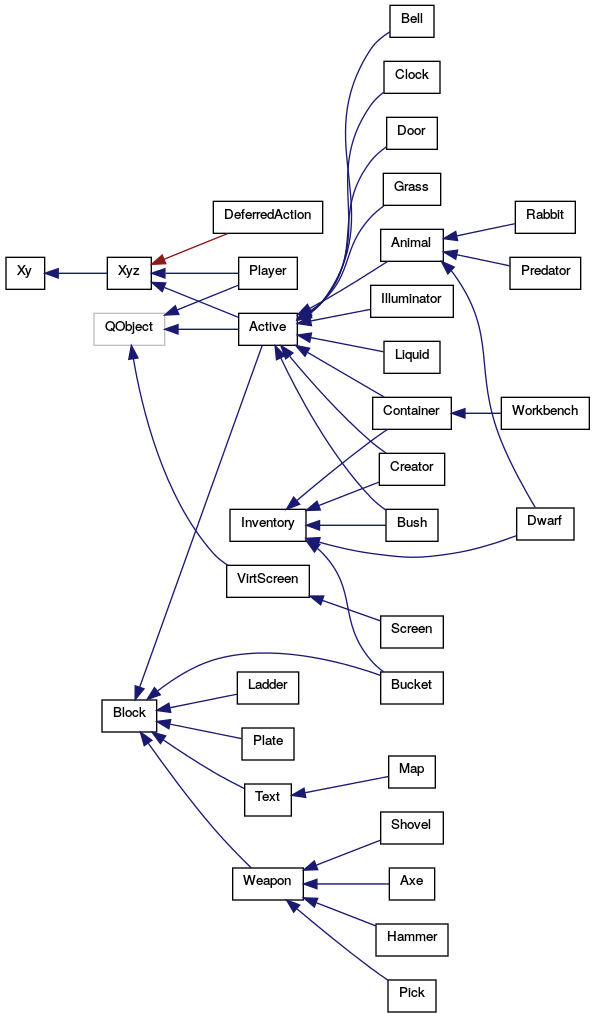 Bell
Clock
Door
Grass
DeferredAction
Rabbit
Animal
Xy
Xyz
Player
Predator
Illuminator
QObject
Active
Liquid
Container
Workbench
Creator
Inventory
Bush
Dwarf
VirtScreen
Screen
Ladder
Bucket
Block
Plate
Map
Text
Shovel
Weapon
Axe
Hammer
Pick